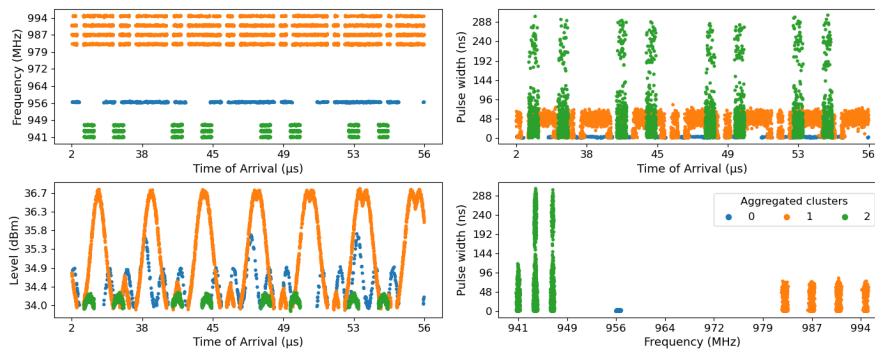 Frequency (MHz)
994
987
979
972
964
956
949
941
2 38 45 49 53 56
Time of Arrival (μs)
Pulse width (ns)
288
240
192
144
96
48
0
2 38 45 49 53 56
Time of Arrival (μs)
Level (dBm)
36.7
36.3
35.8
35.3
34.9
34.4
34.0
2 38 45 49 53 56
Time of Arrival (μs)
Pulse width (ns)
288
240
192
144
96
48
0
Aggregated clusters
0 1 2
941 949 956 964 972 979 987 994
Frequency (MHz)